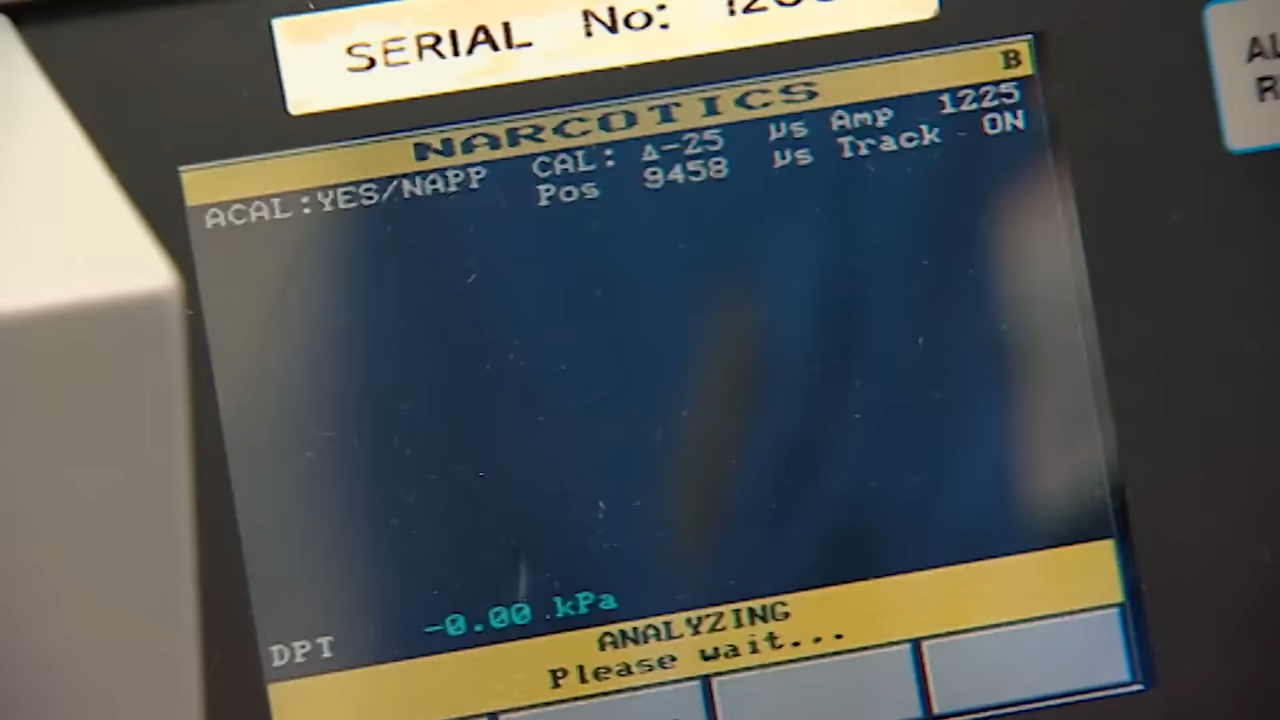 SERIAL No:
NARCOTICS B
ACAL:YES/NAPP CAL: Δ-25 µs Amp 1225
Pos 9458 µs Track ON
DPT -0.00 kPa
ANALYZING
Please wait...